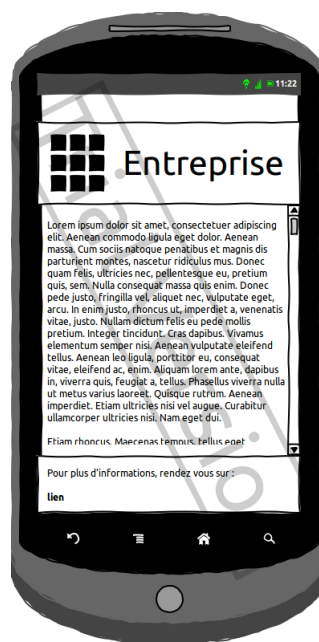 11:22
Entreprise
Lorem ipsum dolor sit amet, consectetuer adipiscing
elit. Aenean commodo ligula eget dolor. Aenean
massa. Cum sociis natoque penatibus et magnis dis
parturient montes, nascetur ridiculus mus. Donec
quam felis, ultricies nec, pellentesque eu, pretium
quis, sem. Nulla consequat massa quis enim. Donec
pede justo, fringilla vel, aliquet nec, vulputate eget,
arcu. In enim justo, rhoncus ut, imperdiet a, venenatis
vitae, justo. Nullam dictum felis eu pede mollis
pretium. Integer tincidunt. Cras dapibus. Vivamus
elementum semper nisi. Aenean vulputate eleifend
tellus. Aenean leo ligula, porttitor eu, consequat
vitae, eleifend ac, enim. Aliquam lorem ante, dapibus
in, viverra quis, feugiat a, tellus. Phasellus viverra nulla
ut metus varius laoreet. Quisque rutrum. Aenean
imperdiet. Etiam ultricies nisi vel augue. Curabitur
ullamcorper ultricies nisi. Nam eget dui.
Etiam rhoncus. Maecenas tempus, tellus eget
Pour plus d'informations, rendez vous sur :
lien
Trial Versio